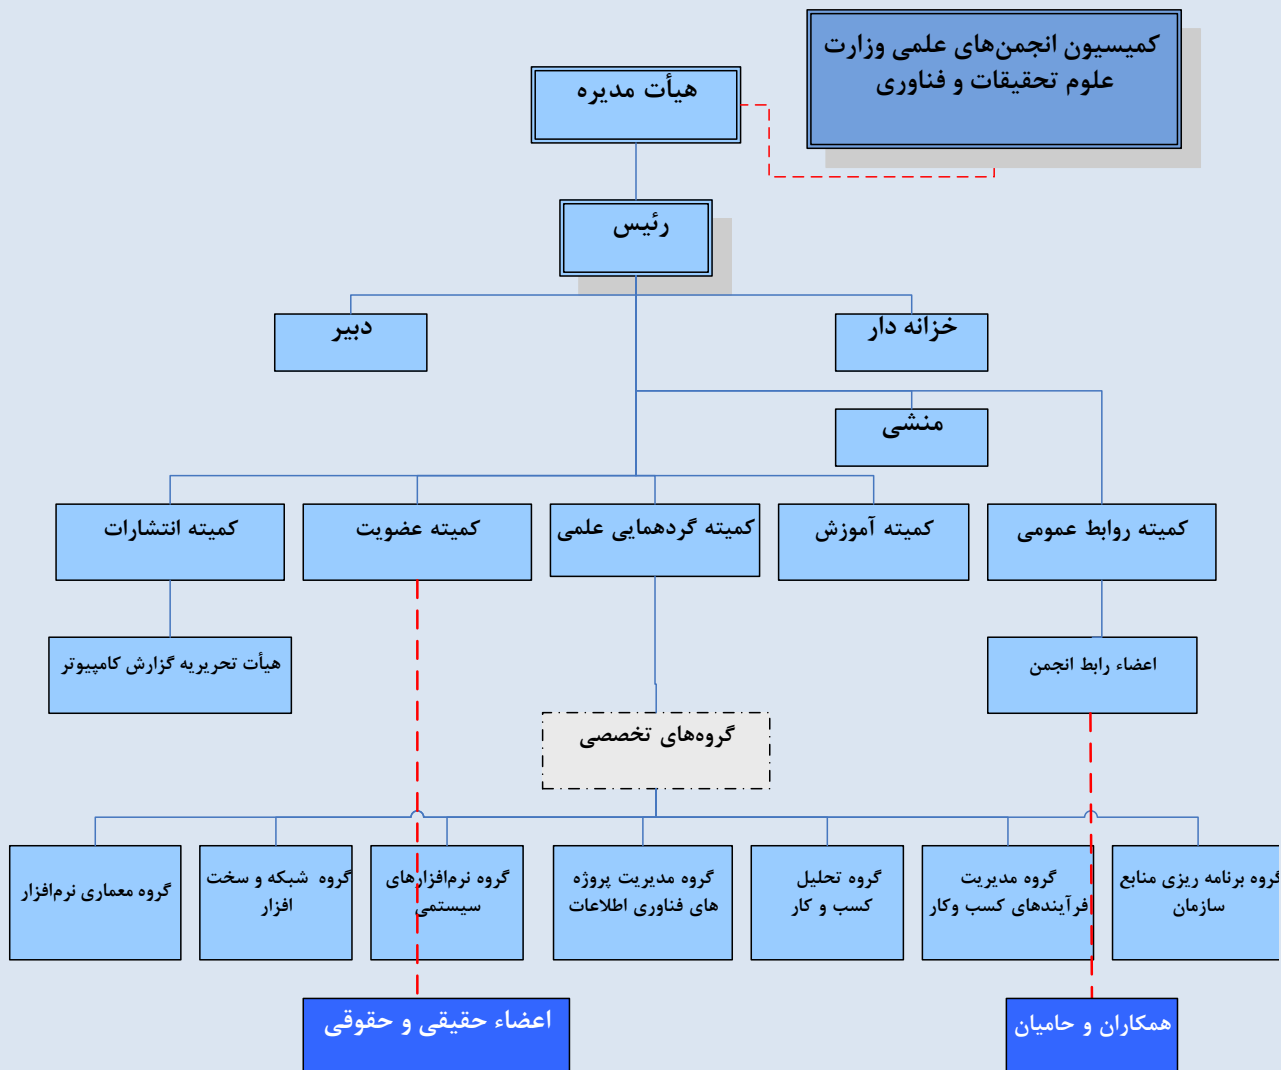 کمیسیون انجمن‌های علمی وزارت
علوم تحقیقات و فناوری
هیأت مدیره
رئیس
خزانه دار
دبیر
منشی
کمیته روابط عمومی
کمیته آموزش
کمیته گردهمایی علمی
کمیته عضویت
کمیته انتشارات
اعضاء رابط انجمن
هیأت تحریریه گزارش کامپیوتر
گروه‌های تخصصی
گروه برنامه ریزی منابع
سازمان
گروه مدیریت
فرآیندهای کسب وکار
گروه تحلیل
کسب و کار
گروه مدیریت پروژه
های فناوری اطلاعات
گروه نرم‌افزارهای
سیستمی
گروه شبکه و سخت
افزار
گروه معماری نرم‌افزار
همکاران و حامیان
اعضاء حقیقی و حقوقی